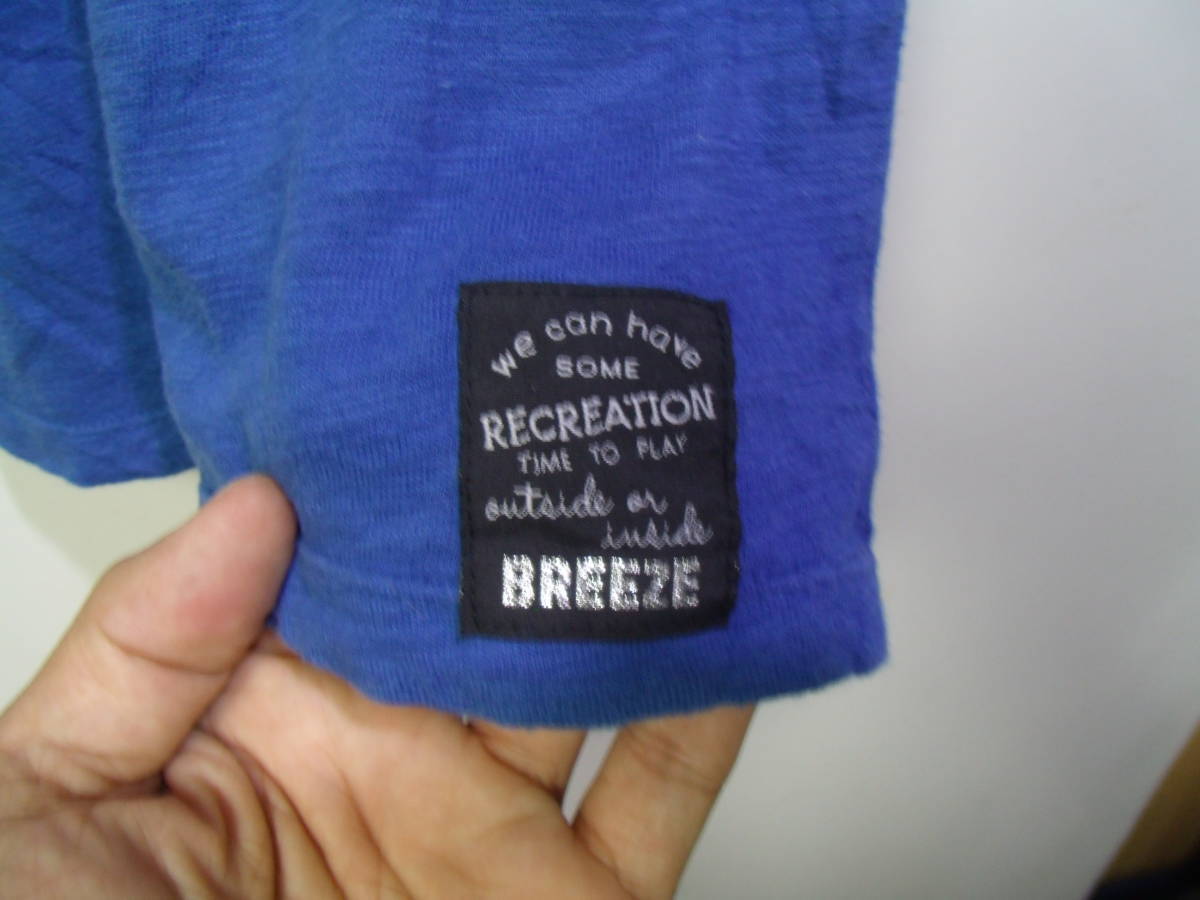 we can have
SOME
RECREATION
TIME TO PLAY
outside or
inside
BREEZE